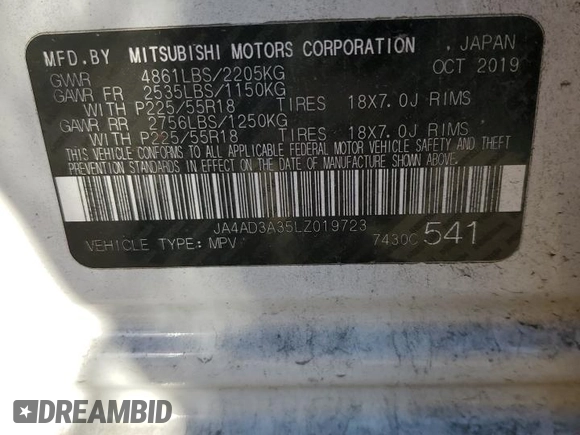 MFD.BY MITSUBISHI MOTORS CORPORATION . JAPAN
GVWR 4861LBS/2205KG OCT 2019
GAWR FR 2535LBS/1150KG
WITH P225/55R18 TIRES 18X7.0J RIMS
GAWR RR 2756LBS/1250KG
WITH P225/55R18 TIRES 18X7.0J RIMS
THIS VEHICLE CONFORMS TO ALL APPLICABLE FEDERAL MOTOR VEHICLE SAFETY, BUMPER AND THEFT
PREVENTION STANDARDS IN EFFECT ON THE DATE OF MANUFACTURE SHOWN ABOVE.
JA4AD3A35LZ019723
VEHICLE TYPE: MPV 7430C 541
DREAMBID